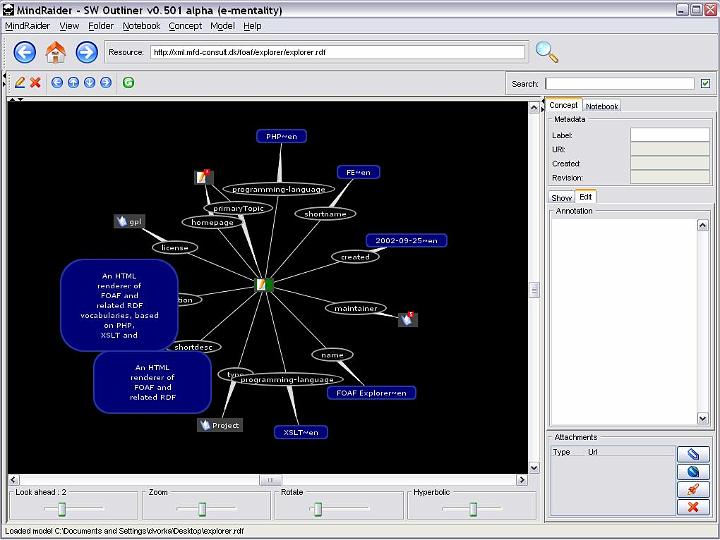 MindRaider - SW Outliner v0.501 alpha (e-mentality)
MindRaider View Folder Notebook Concept Model Help
Resource: http://xml.mfd-consult.dk/foaf/explorer/explorer.rdf
Search:
PHP~en
programming-language
FE~en
shortname
primaryTopic
homepage
gpl
license
2002-09-25~en
created
An HTML
renderer of
FOAF and
related RDF
vocabularies, based
on PHP,
XSLT and
tion
maintainer
shortdesc
name
An HTML
renderer of
FOAF and
related RDF
type
programming-language
FOAF Explorer~en
Project
XSLT~en
Concept Notebook
Metadata
Label:
URI:
Created:
Revision:
Show Edit
Annotation
Attachments
Type Url
Look ahead : 2 Zoom Rotate Hyperbolic
Loaded model C:\Documents and Settings\dvorka\Desktop\explorer.rdf